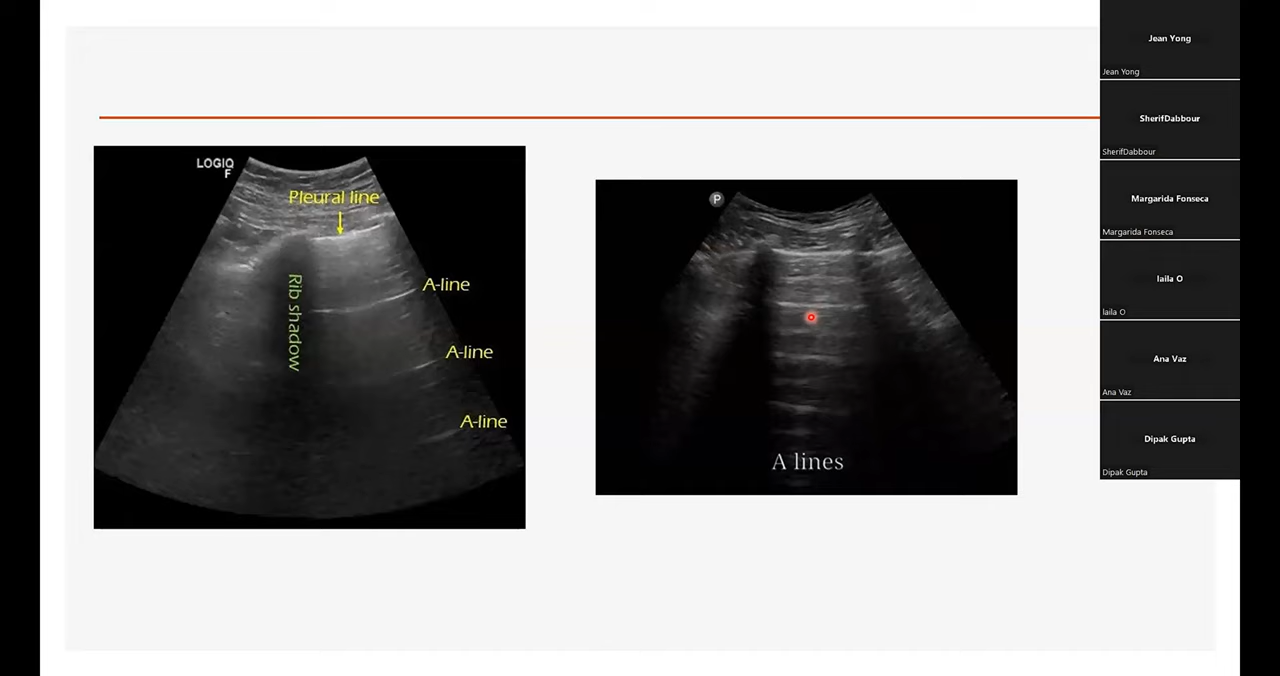 LOGIQ
F
Pleural line
Rib shadow
A-line
A-line
A-line
P
A lines
Jean Yong
Jean Yong
SherifDabbour
SherifDabbour
Margarida Fonseca
Margarida Fonseca
laila O
laila O
Ana Vaz
Ana Vaz
Dipak Gupta
Dipak Gupta